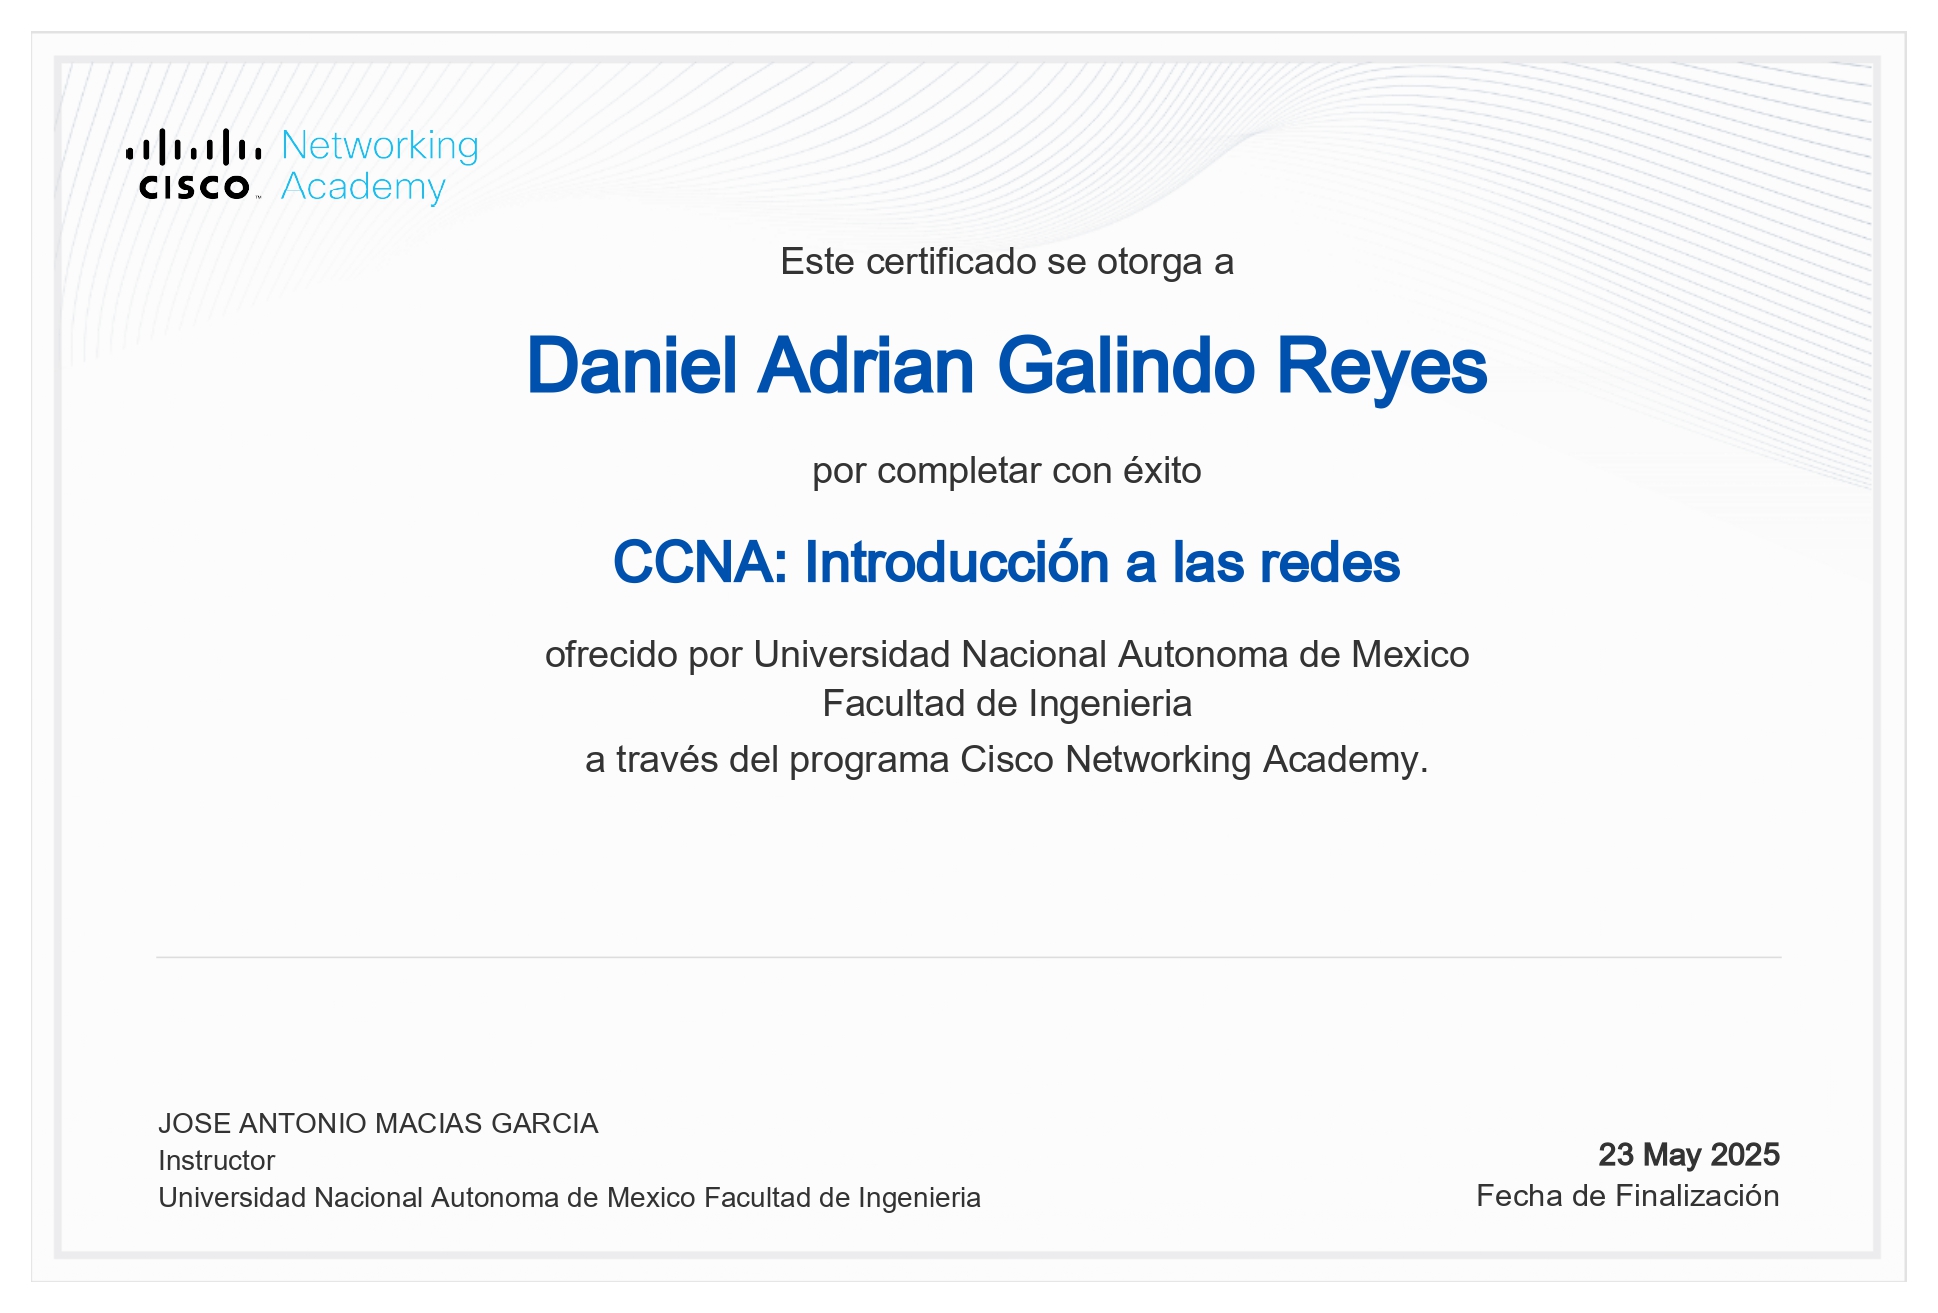 cisco™ Networking Academy
Este certificado se otorga a
Daniel Adrian Galindo Reyes
por completar con éxito
CCNA: Introducción a las redes
ofrecido por Universidad Nacional Autonoma de Mexico
Facultad de Ingenieria
a través del programa Cisco Networking Academy.
JOSE ANTONIO MACIAS GARCIA
Instructor
Universidad Nacional Autonoma de Mexico Facultad de Ingenieria
23 May 2025
Fecha de Finalización